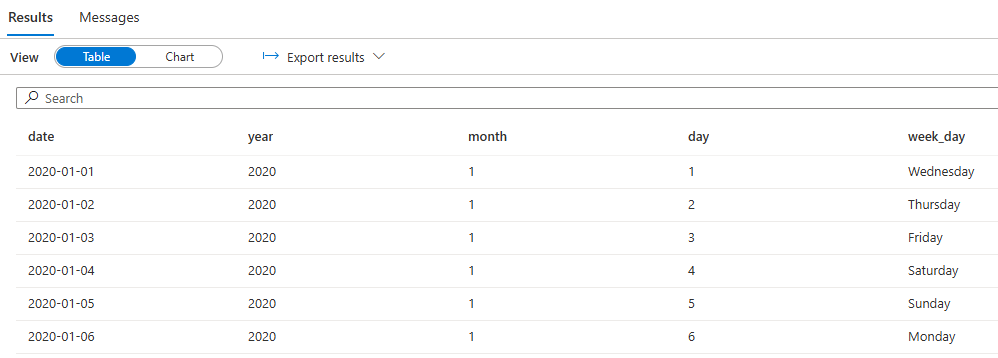 Results Messages
View Table Chart Export results
Search
date year month day week_day
2020-01-01 2020 1 1 Wednesday
2020-01-02 2020 1 2 Thursday
2020-01-03 2020 1 3 Friday
2020-01-04 2020 1 4 Saturday
2020-01-05 2020 1 5 Sunday
2020-01-06 2020 1 6 Monday